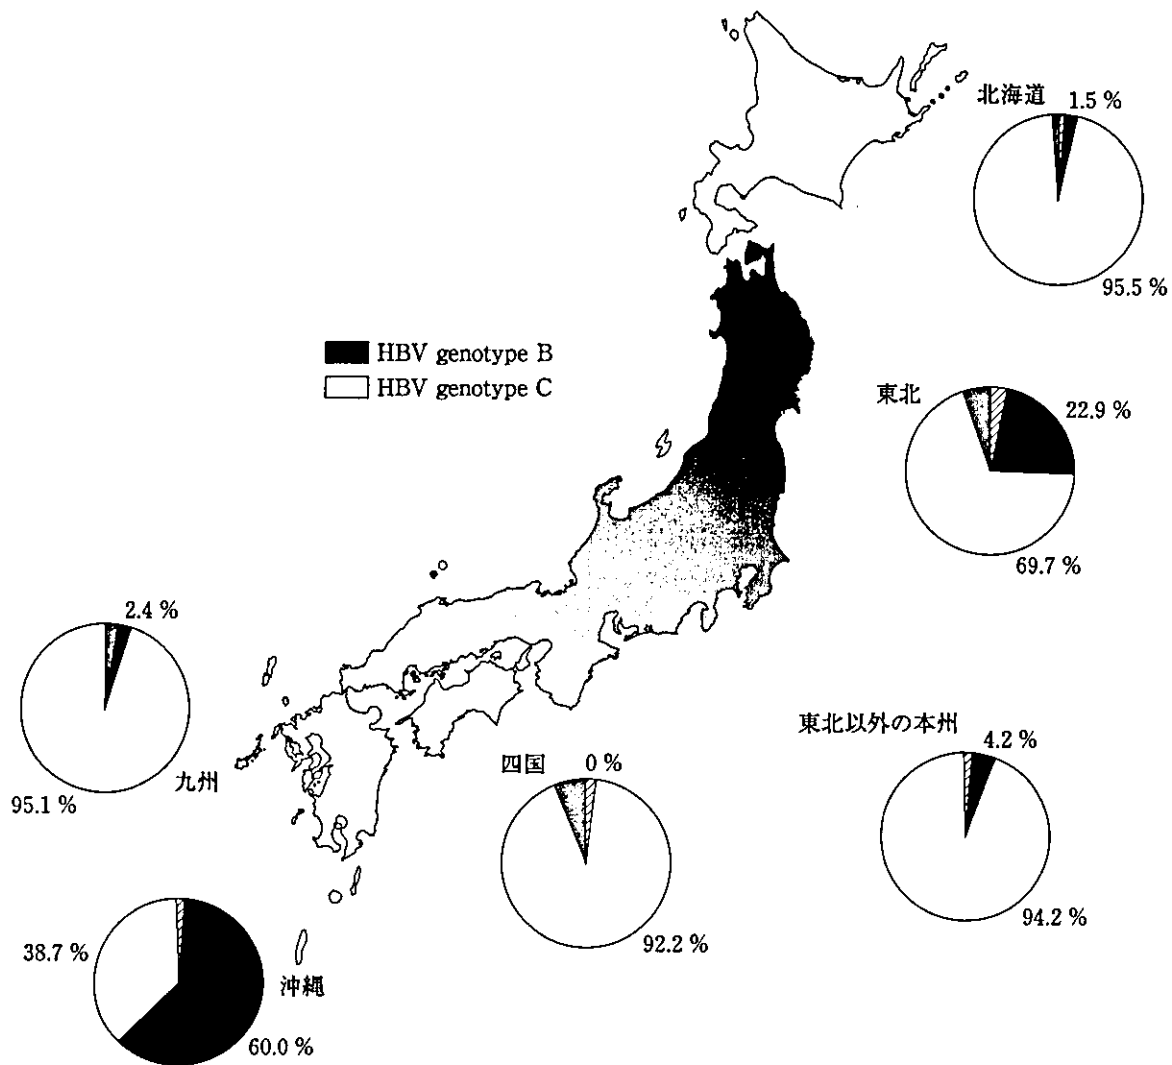 北海道
1.5 %
95.5 %
HBV genotype B
HBV genotype C
東北
22.9 %
69.7 %
2.4 %
95.1 %
九州
四国
0 %
92.2 %
東北以外の本州
4.2 %
94.2 %
38.7 %
沖縄
60.0 %